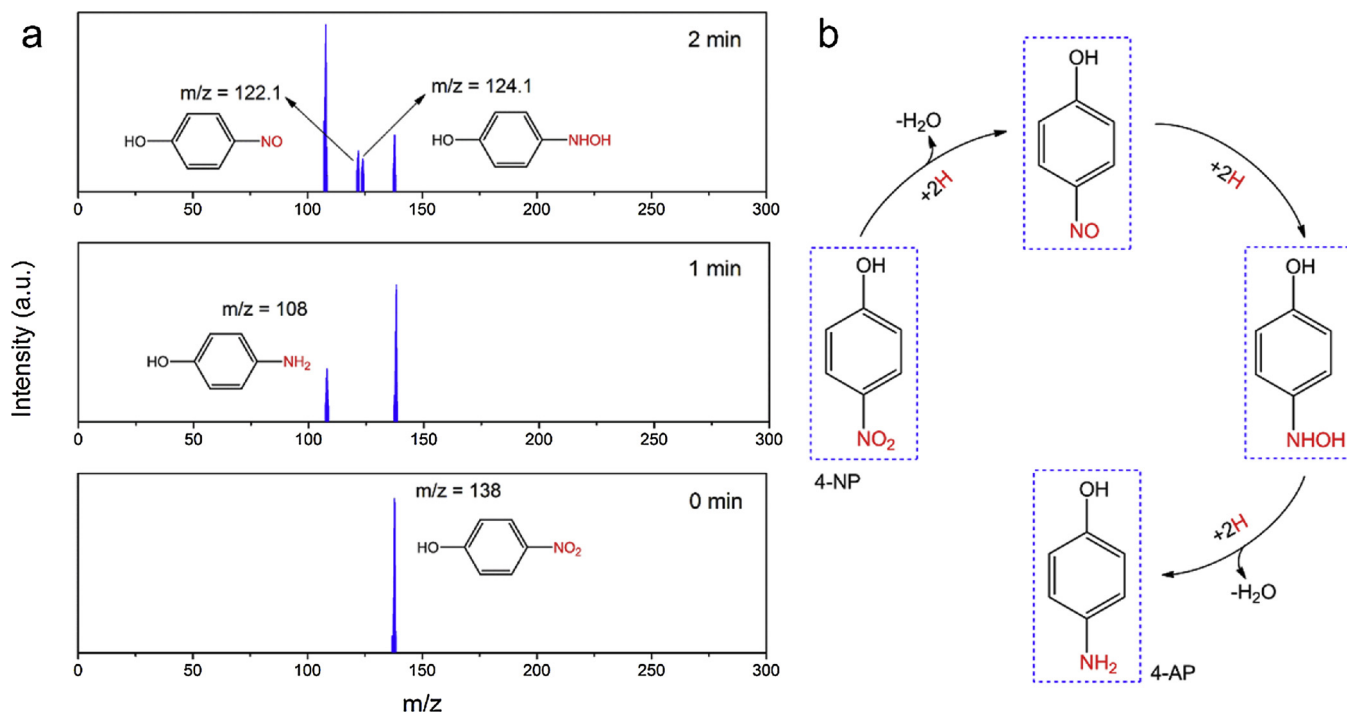 a
2 min
m/z = 122.1
m/z = 124.1
HO
NO
HO
NHOH
0 50 100 150 200 250 300
1 min
m/z = 108
HO
NH₂
0 50 100 150 200 250 300
0 min
m/z = 138
HO
NO₂
0 50 100 150 200 250 300
Intensity (a.u.)
m/z
b
OH
NO
-H₂O
+2H
+2H
OH
NO₂
4-NP
OH
NHOH
+2H
-H₂O
OH
NH₂
4-AP